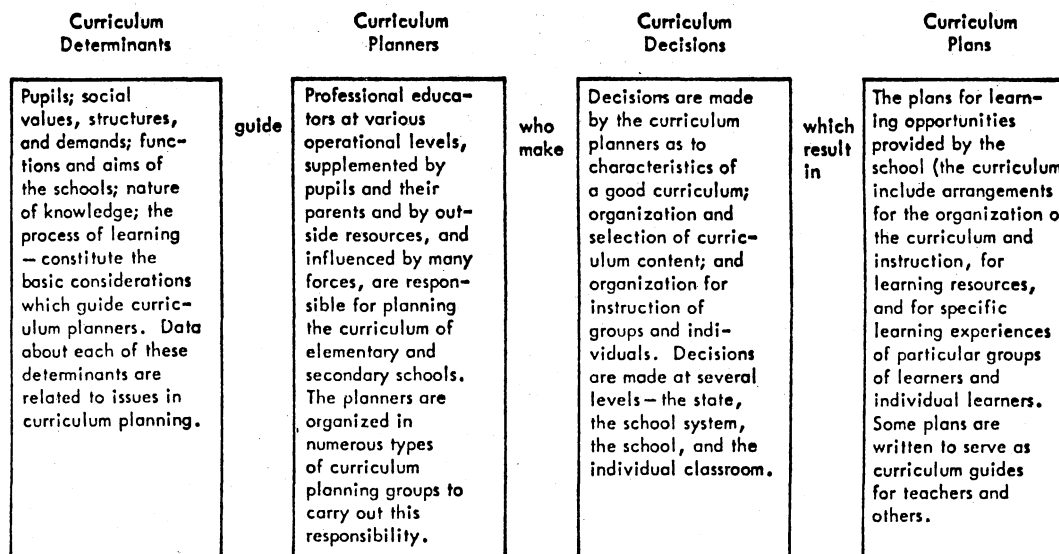 Curriculum
Determinants
Pupils; social
values, structures,
and demands; func-
tions and aims of
the schools; nature
of knowledge; the
process of learning
— constitute the
basic considerations
which guide curric-
ulum planners. Data
about each of these
determinants are
related to issues in
curriculum planning.
guide
Curriculum
Planners
Professional educa-
tors at various
operational levels,
supplemented by
pupils and their
parents and by out-
side resources, and
influenced by many
forces, are respon-
sible for planning
the curriculum of
elementary and
secondary schools.
The planners are
organized in
numerous types
of curriculum
planning groups to
carry out this
responsibility.
who
make
Curriculum
Decisions
Decisions are made
by the curriculum
planners as to
characteristics of
a good curriculum;
organization and
selection of curric-
ulum content; and
organization for
instruction of
groups and indi-
viduals. Decisions
are made at several
levels — the state,
the school system,
the school, and the
individual classroom.
which
result
in
Curriculum
Plans
The plans for learn-
ing opportunities
provided by the
school (the curriculum
include arrangements
for the organization o
the curriculum and
instruction, for
learning resources,
and for specific
learning experiences
of particular groups
of learners and
individual learners.
Some plans are
written to serve as
curriculum guides
for teachers and
others.